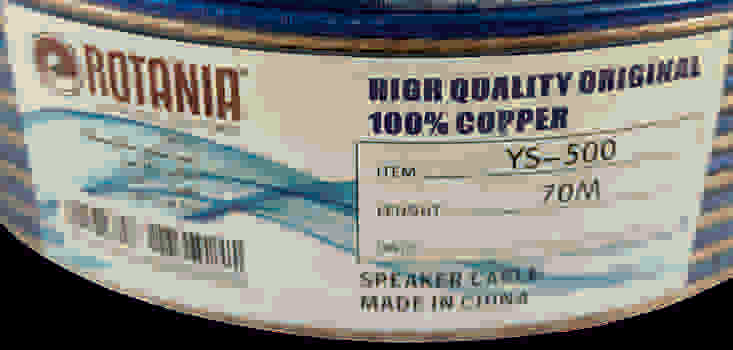 ROTANIA
HIGH QUALITY ORIGINAL
100% COPPER
ITEM YS-500
LENGHT 70M
SPEAKER CABLE
MADE IN CHINA